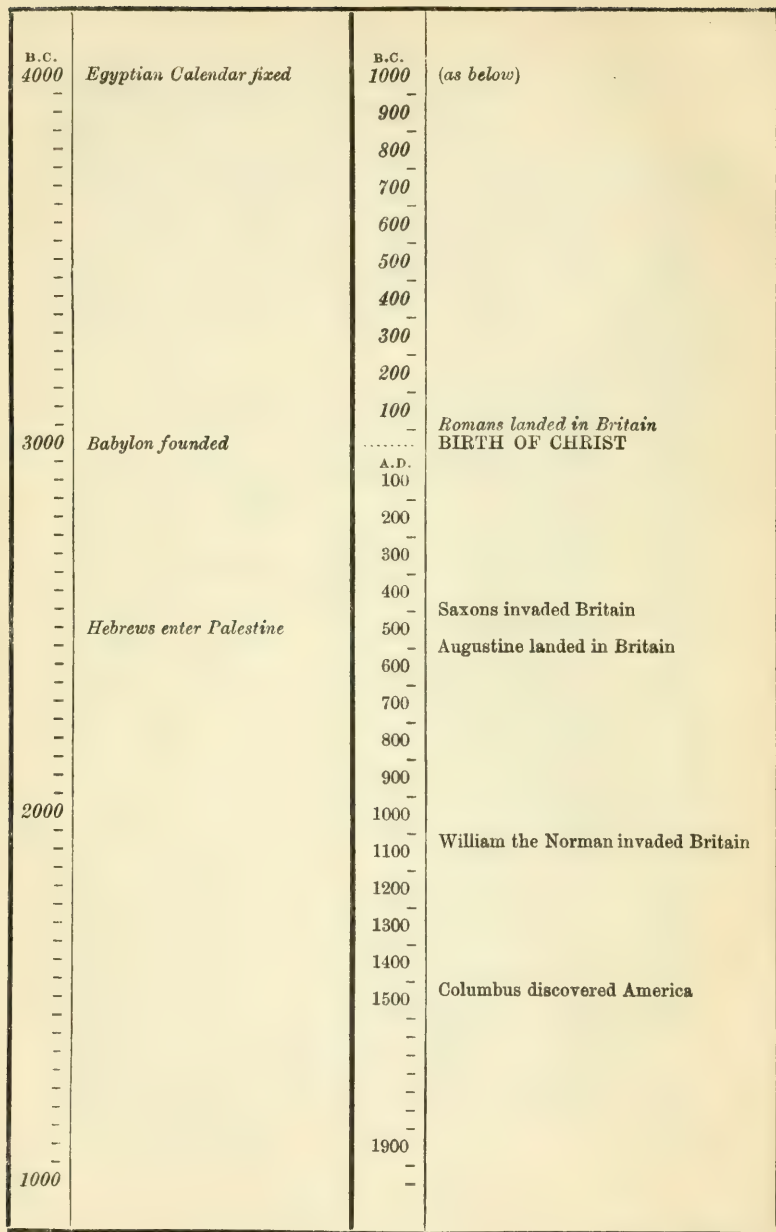 B.C.
4000 Egyptian Calendar fixed
3000 Babylon founded
Hebrews enter Palestine
2000
1000
B.C.
1000 (as below)
900
800
700
600
500
400
300
200
100
Romans landed in Britain
BIRTH OF CHRIST
A.D.
100
200
300
400
Saxons invaded Britain
500
Augustine landed in Britain
600
700
800
900
1000
William the Norman invaded Britain
1100
1200
1300
1400
Columbus discovered America
1500
1900